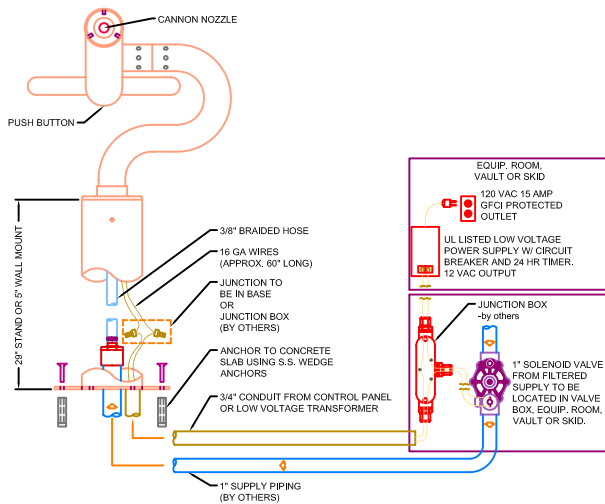 CANNON NOZZLE
PUSH BUTTON
EQUIP. ROOM,
VAULT OR SKID
120 VAC 15 AMP
GFCI PROTECTED
OUTLET
UL LISTED LOW VOLTAGE
POWER SUPPLY W/ CIRCUIT
BREAKER AND 24 HR TIMER.
12 VAC OUTPUT
29" STAND OR 5" WALL MOUNT
3/8" BRAIDED HOSE
16 GA WIRES
(APPROX. 60" LONG)
JUNCTION TO
BE IN BASE
OR
JUNCTION BOX
(BY OTHERS)
ANCHOR TO CONCRETE
SLAB USING S.S. WEDGE
ANCHORS
3/4" CONDUIT FROM CONTROL PANEL
OR LOW VOLTAGE TRANSFORMER
JUNCTION BOX
-by others
1" SOLENOID VALVE
FROM FILTERED
SUPPLY TO BE
LOCATED IN VALVE
BOX, EQUIP. ROOM,
VAULT OR SKID.
1" SUPPLY PIPING
(BY OTHERS)